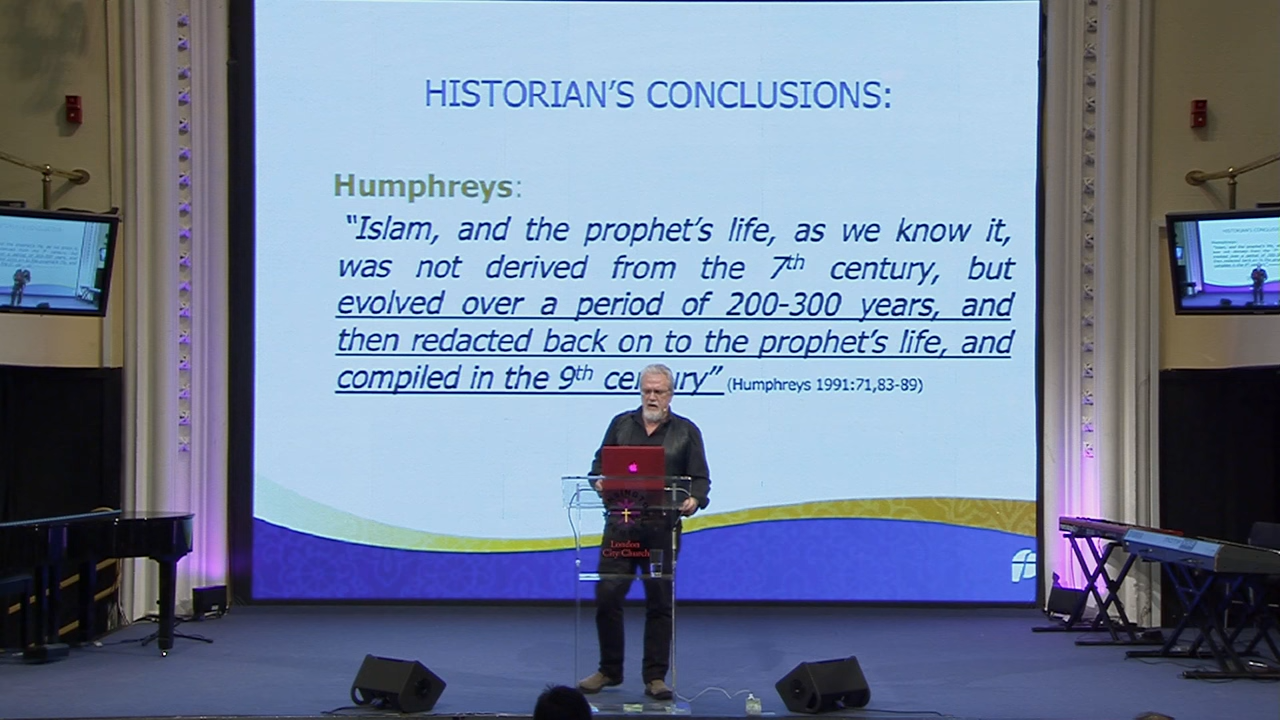 HISTORIAN'S CONCLUSIONS:
Humphreys:
“Islam, and the prophet's life, as we know it,
was not derived from the 7th century, but
evolved over a period of 200-300 years, and
then redacted back on to the prophet's life, and
compiled in the 9th century” (Humphreys 1991:71,83-89)
London
City Church